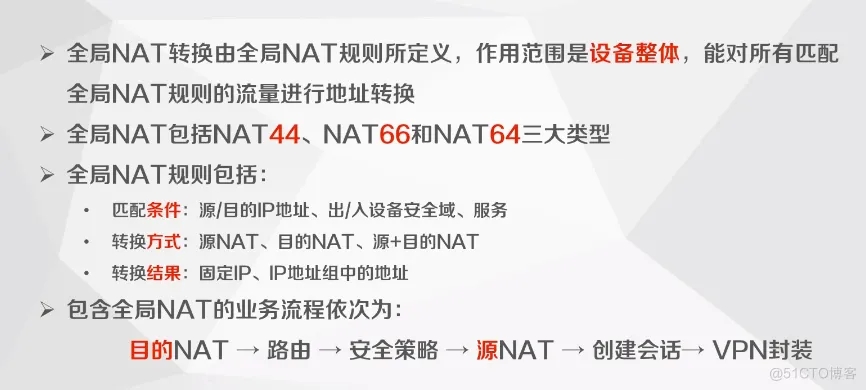 ➢ 全局NAT转换由全局NAT规则所定义，作用范围是设备整体，能对所有匹配
全局NAT规则的流量进行地址转换
➢ 全局NAT包括NAT44、NAT66和NAT64三大类型
➢ 全局NAT规则包括：
• 匹配条件：源/目的IP地址、出/入设备安全域、服务
• 转换方式：源NAT、目的NAT、源+目的NAT
• 转换结果：固定IP、IP地址组中的地址
➢ 包含全局NAT的业务流程依次为：
目的NAT → 路由 → 安全策略 → 源NAT → 创建会话→ VPN封装
@51CTO博客